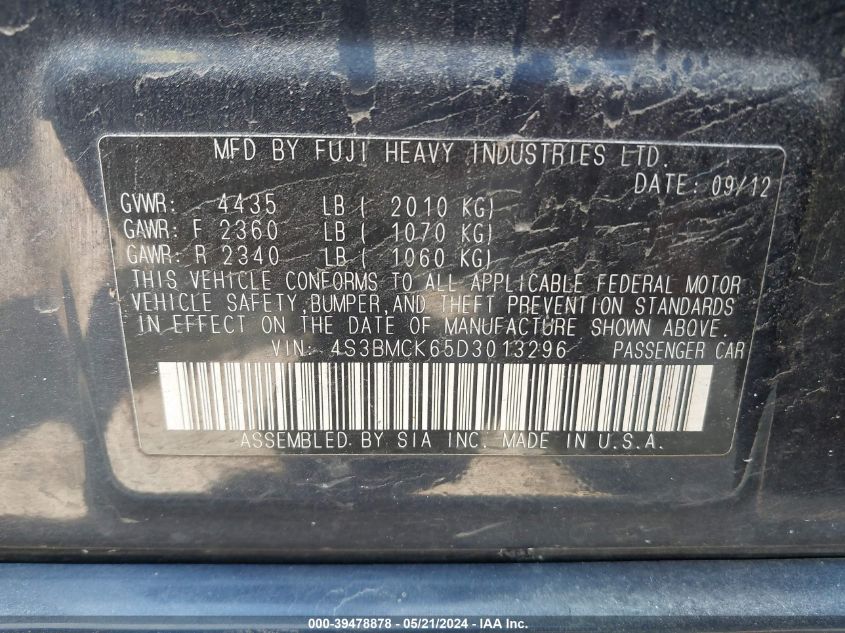 MFD BY FUJI HEAVY INDUSTRIES LTD.
DATE: 09/12
GVWR: 4435 LB ( 2010 KG)
GAWR: F 2360 LB ( 1070 KG)
GAWR: R 2340 LB ( 1060 KG)
THIS VEHICLE CONFORMS TO ALL APPLICABLE FEDERAL MOTOR
VEHICLE SAFETY, BUMPER, AND THEFT PREVENTION STANDARDS
IN EFFECT ON THE DATE OF MANUFACTURE SHOWN ABOVE.
VIN: 4S3BMCK65D3013296 PASSENGER CAR
ASSEMBLED BY SIA INC. MADE IN U.S.A.
000-39478878 - 05/21/2024 - IAA Inc.